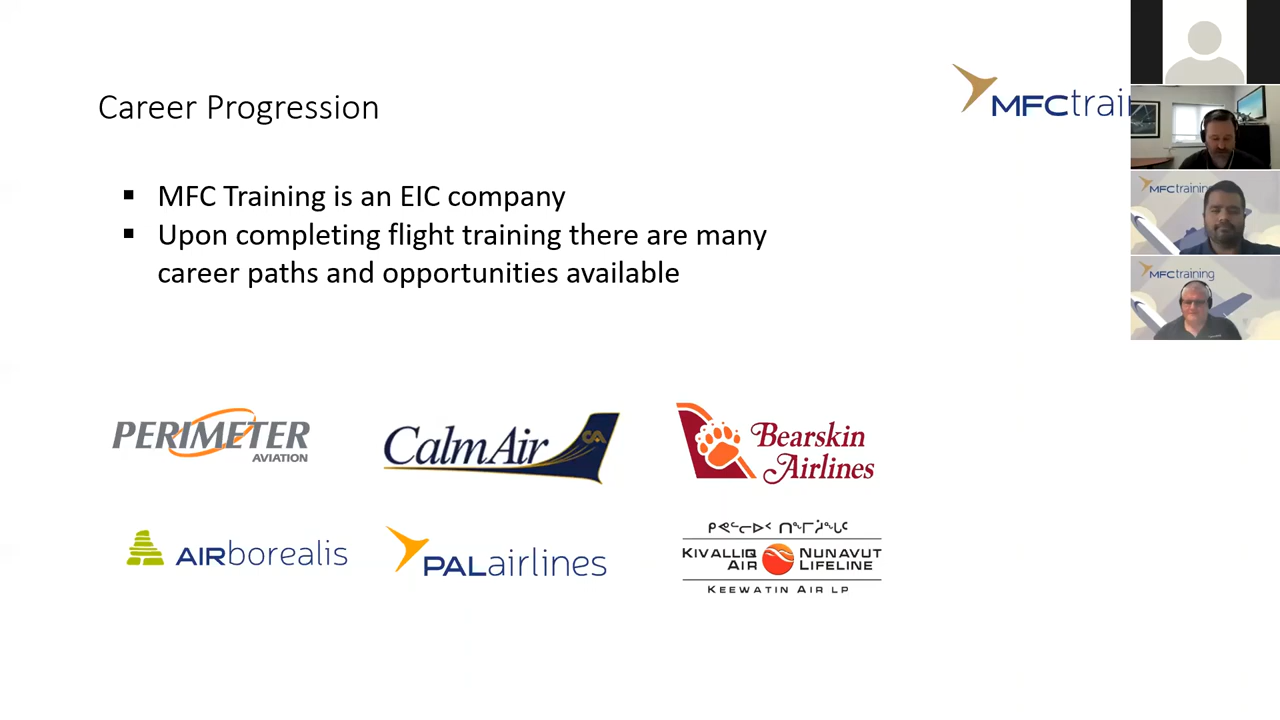 Career Progression
MFCtrai
▪ MFC Training is an EIC company
▪ Upon completing flight training there are many
career paths and opportunities available
MFCtraining
MFCtraining
PERIMETER
AVIATION
CalmAir
CA
Bearskin
Airlines
AIRborealis
PALairlines
KIVALLIQ NUNAVUT
AIR LIFELINE
KEEWATIN AIR LP